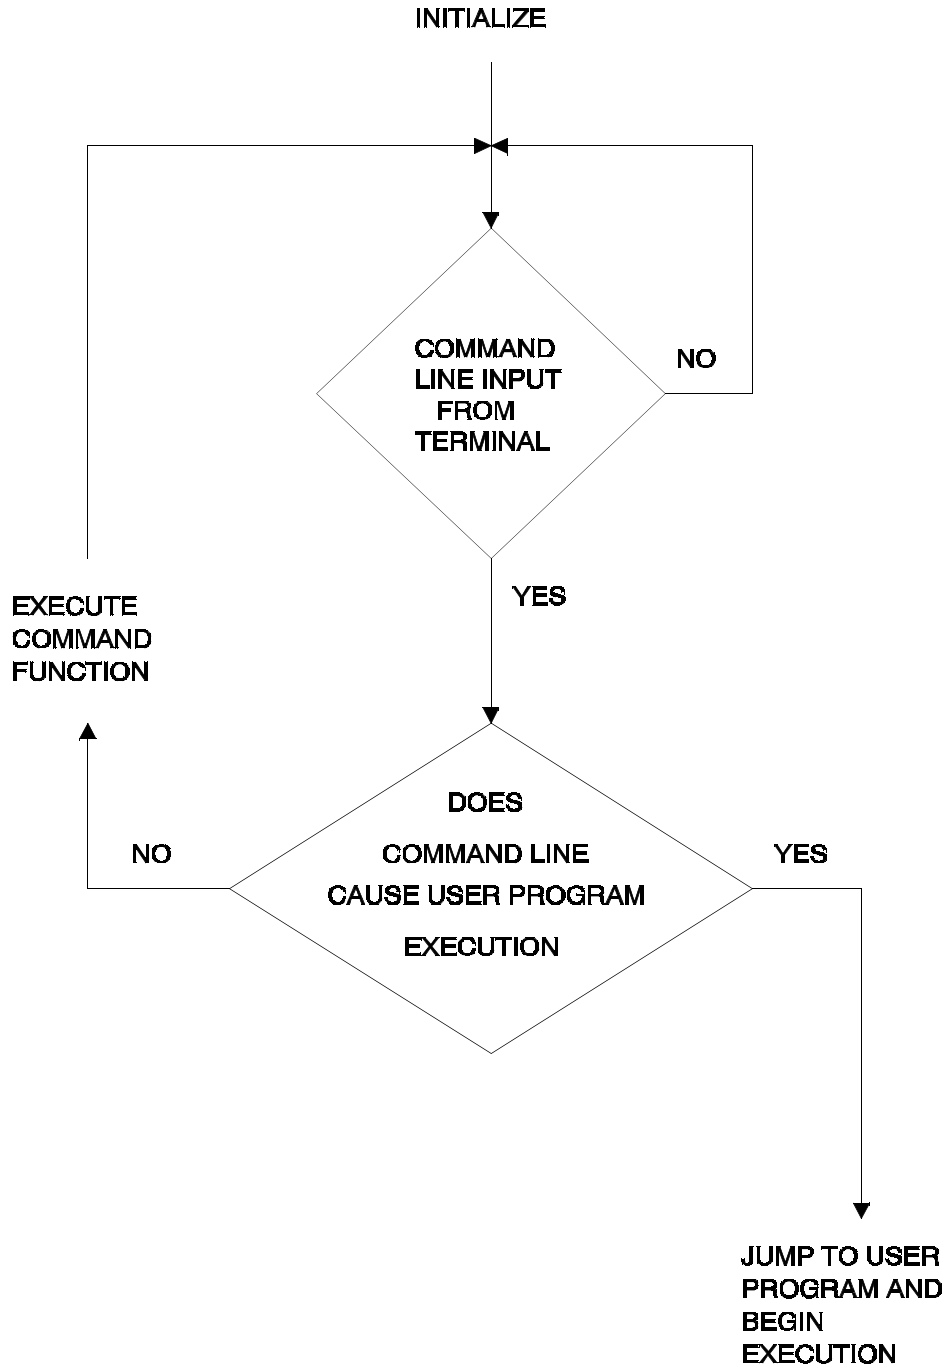 INITIALIZE
COMMAND
LINE INPUT
FROM
TERMINAL
NO
YES
EXECUTE
COMMAND
FUNCTION
DOES
COMMAND LINE
CAUSE USER PROGRAM
EXECUTION
NO
YES
JUMP TO USER
PROGRAM AND
BEGIN
EXECUTION